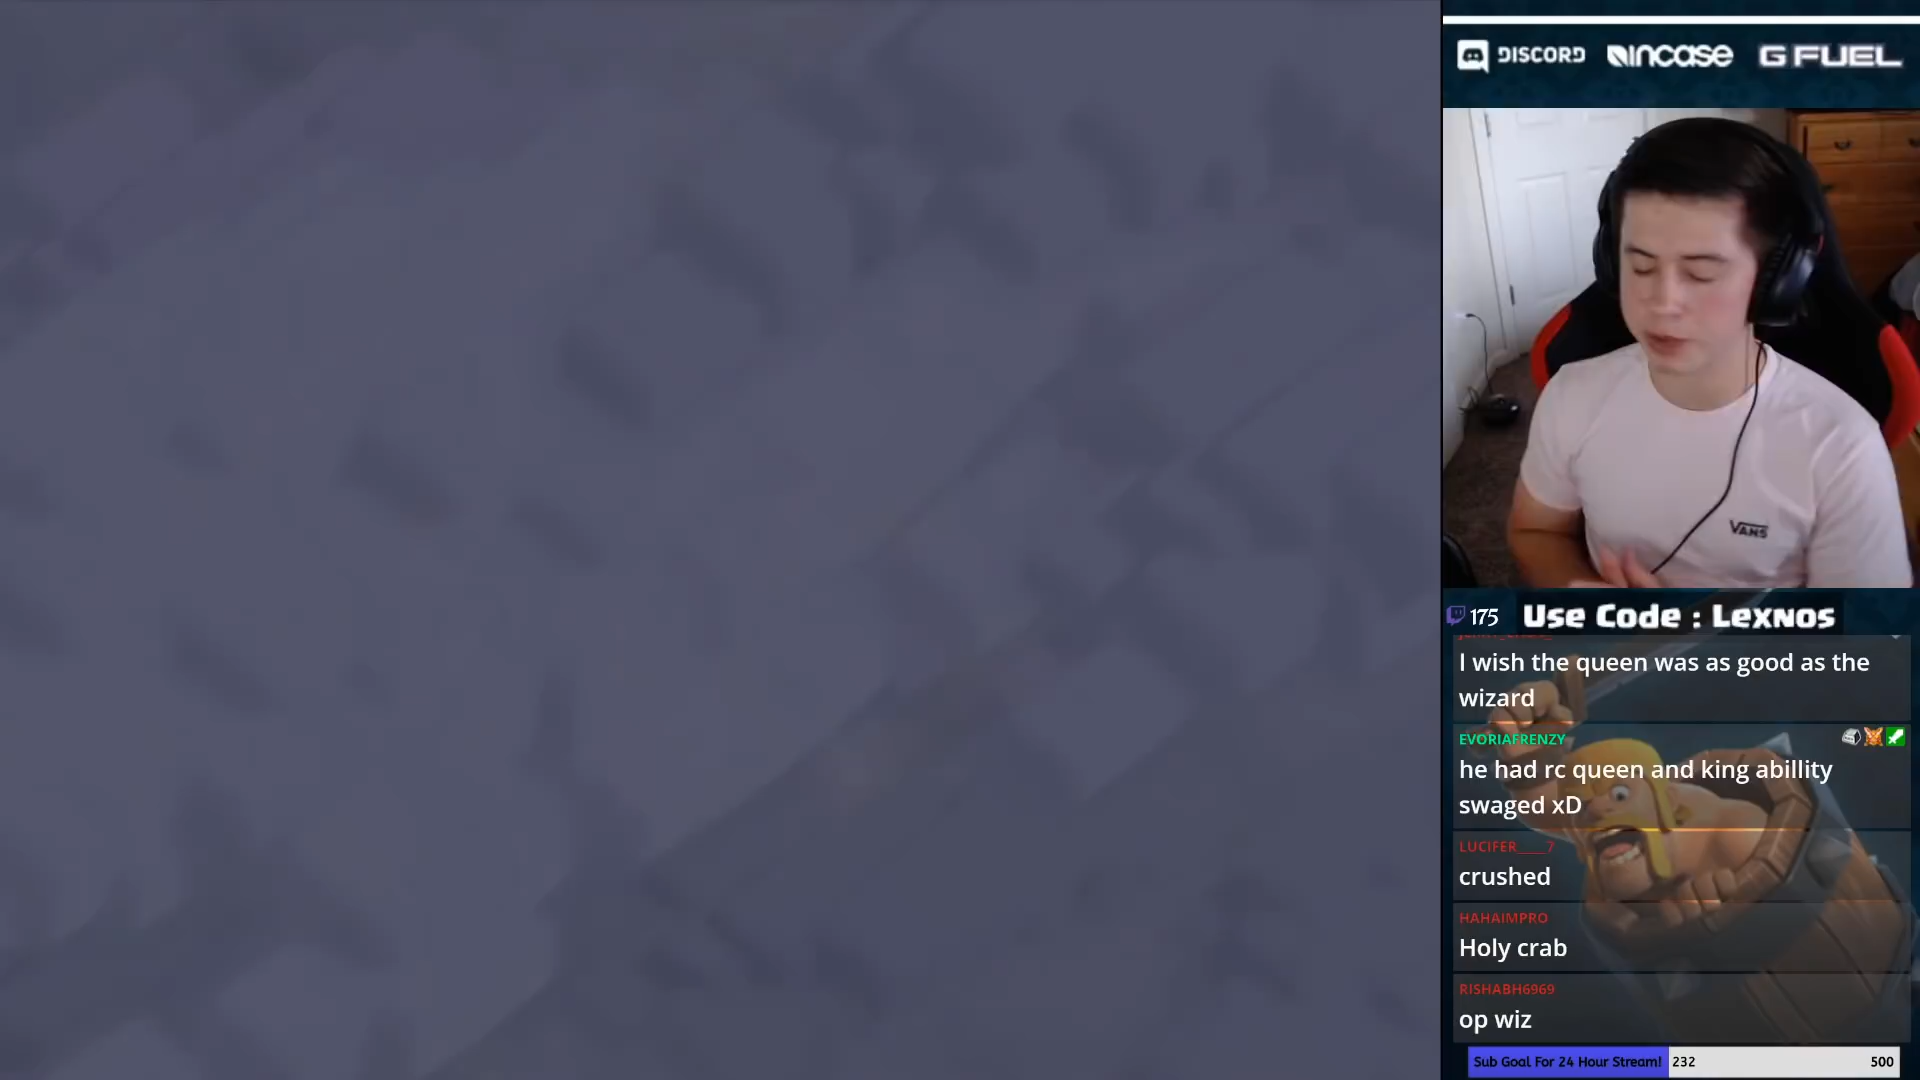 DISCORD INCASE G FUEL
VANS
175 Use Code : Lexnos
I wish the queen was as good as the
wizard
EVORIAFRENZY
he had rc queen and king abillity
swaged xD
LUCIFER____7
crushed
HAHAIMPRO
Holy crab
RISHABH6969
op wiz
Sub Goal For 24 Hour Stream! 232 500